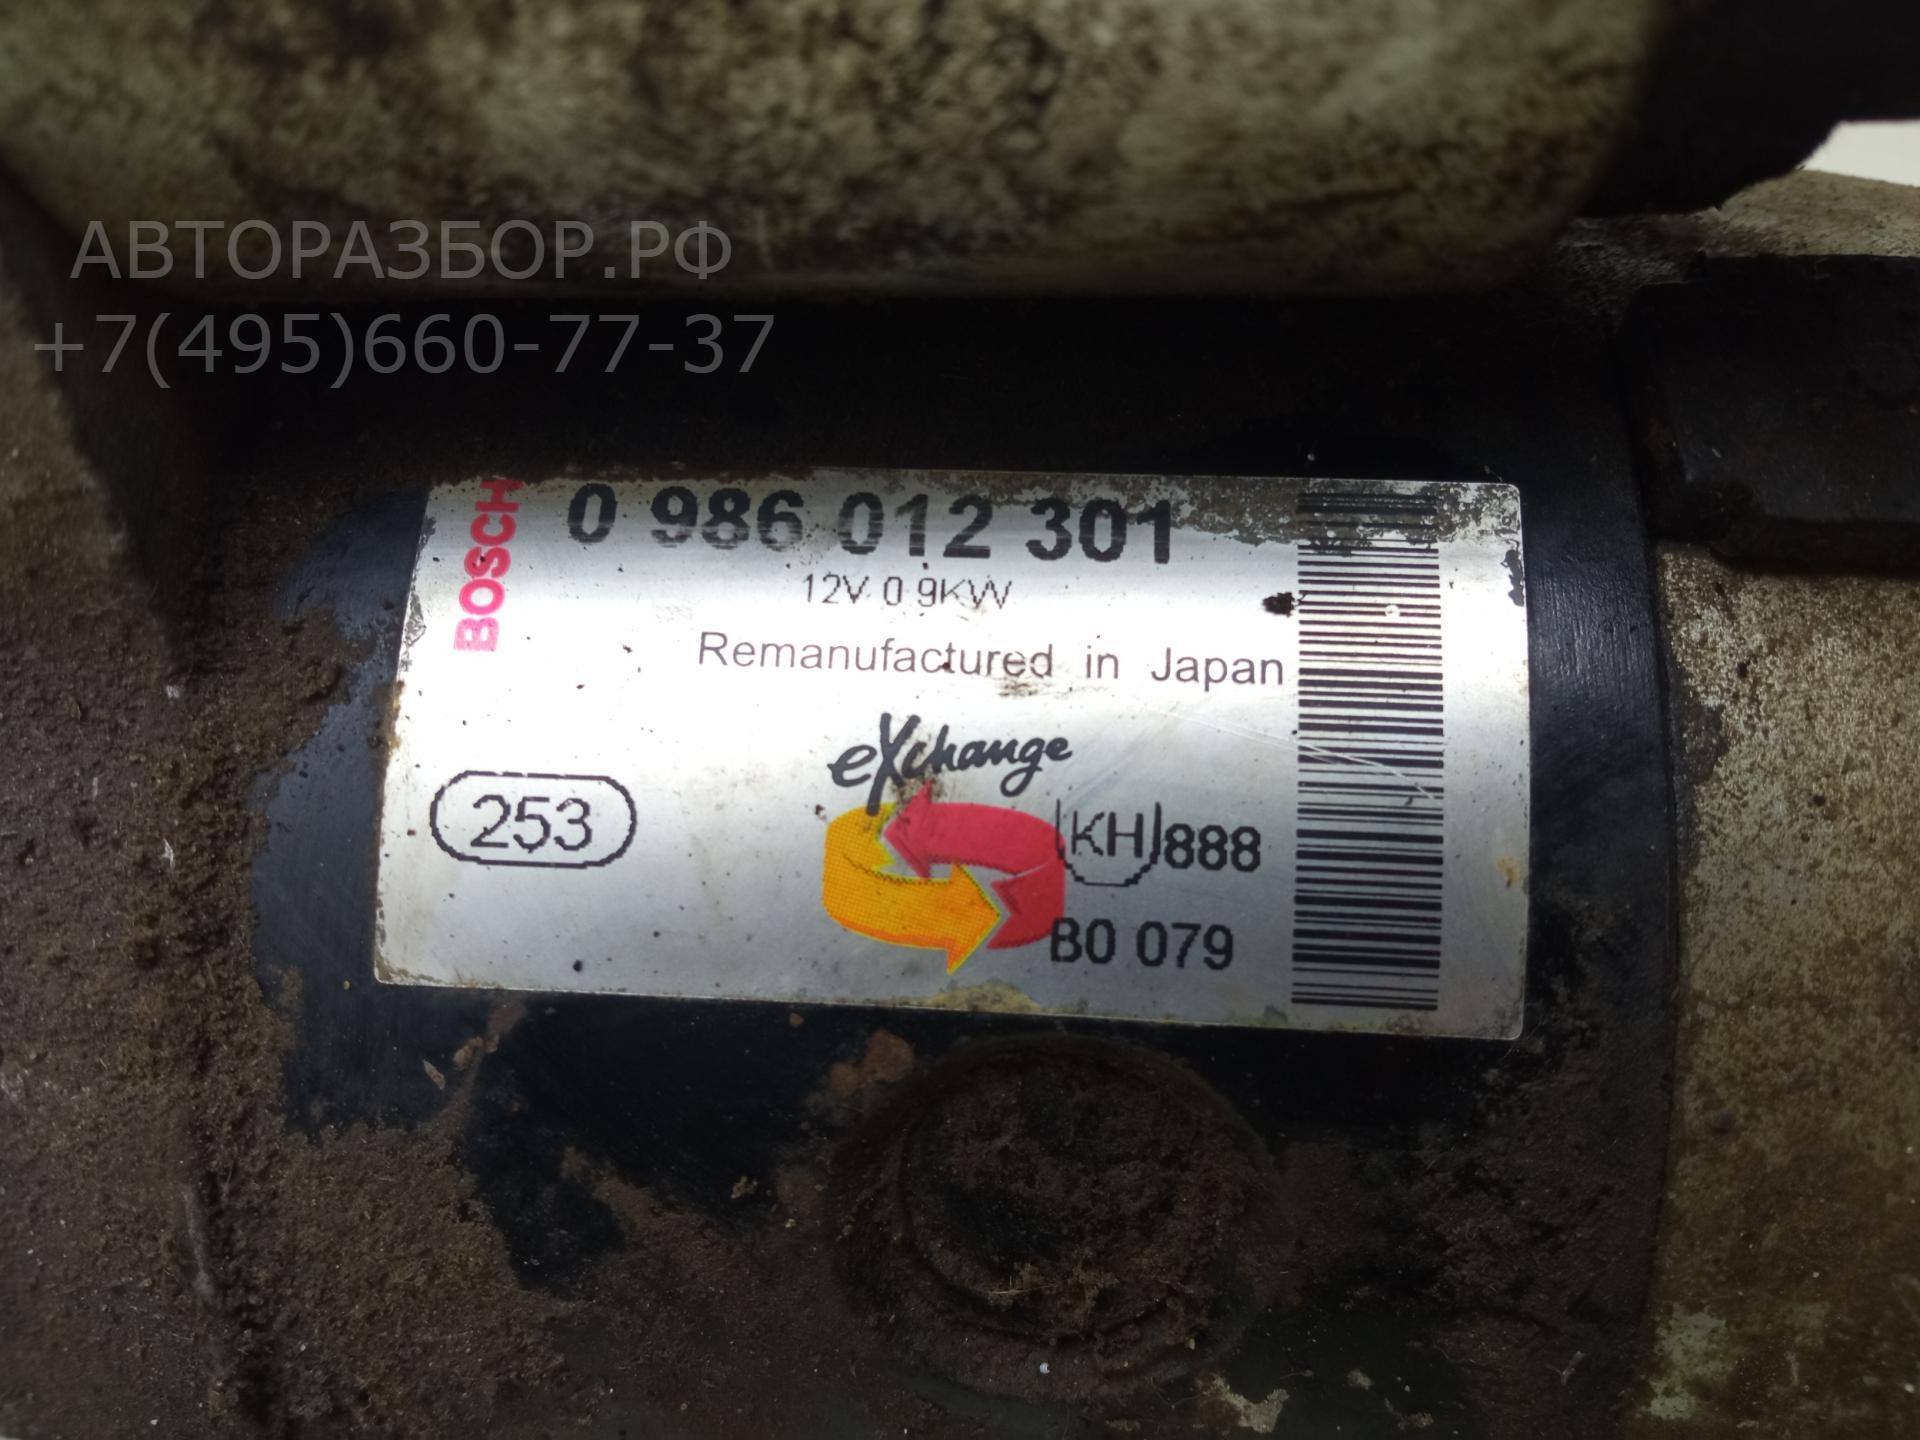 АВТОРАЗБОР.РФ
+7(495)660-77-37
BOSCH
0 986 012 301
12V 0.9KW
Remanufactured in Japan
eXchange
253
KH 888
B0 079